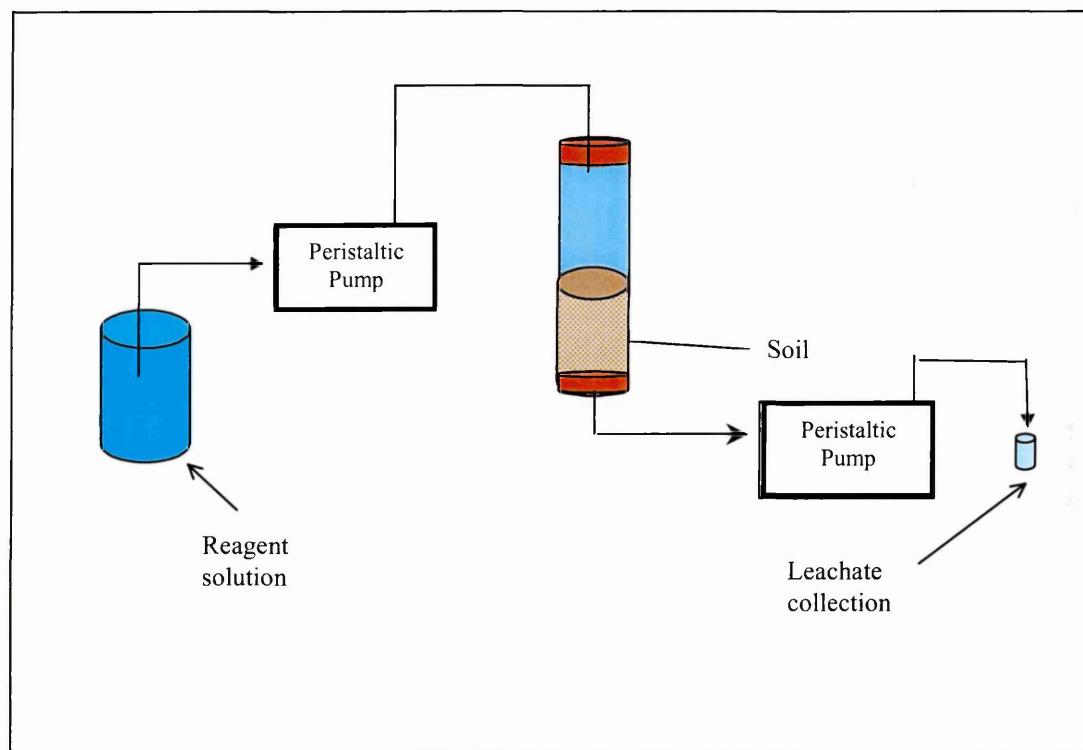 Peristaltic
Pump
Soil
Peristaltic
Pump
Reagent
solution
Leachate
collection